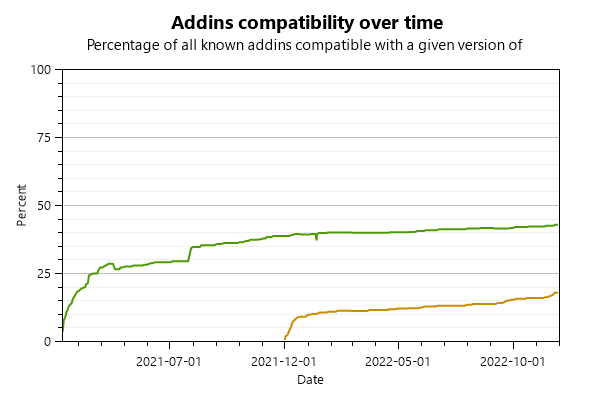 Addins compatibility over time
Percentage of all known addins compatible with a given version of
100
75
50
25
0
Percent
2021-07-01 2021-12-01 2022-05-01 2022-10-01
Date